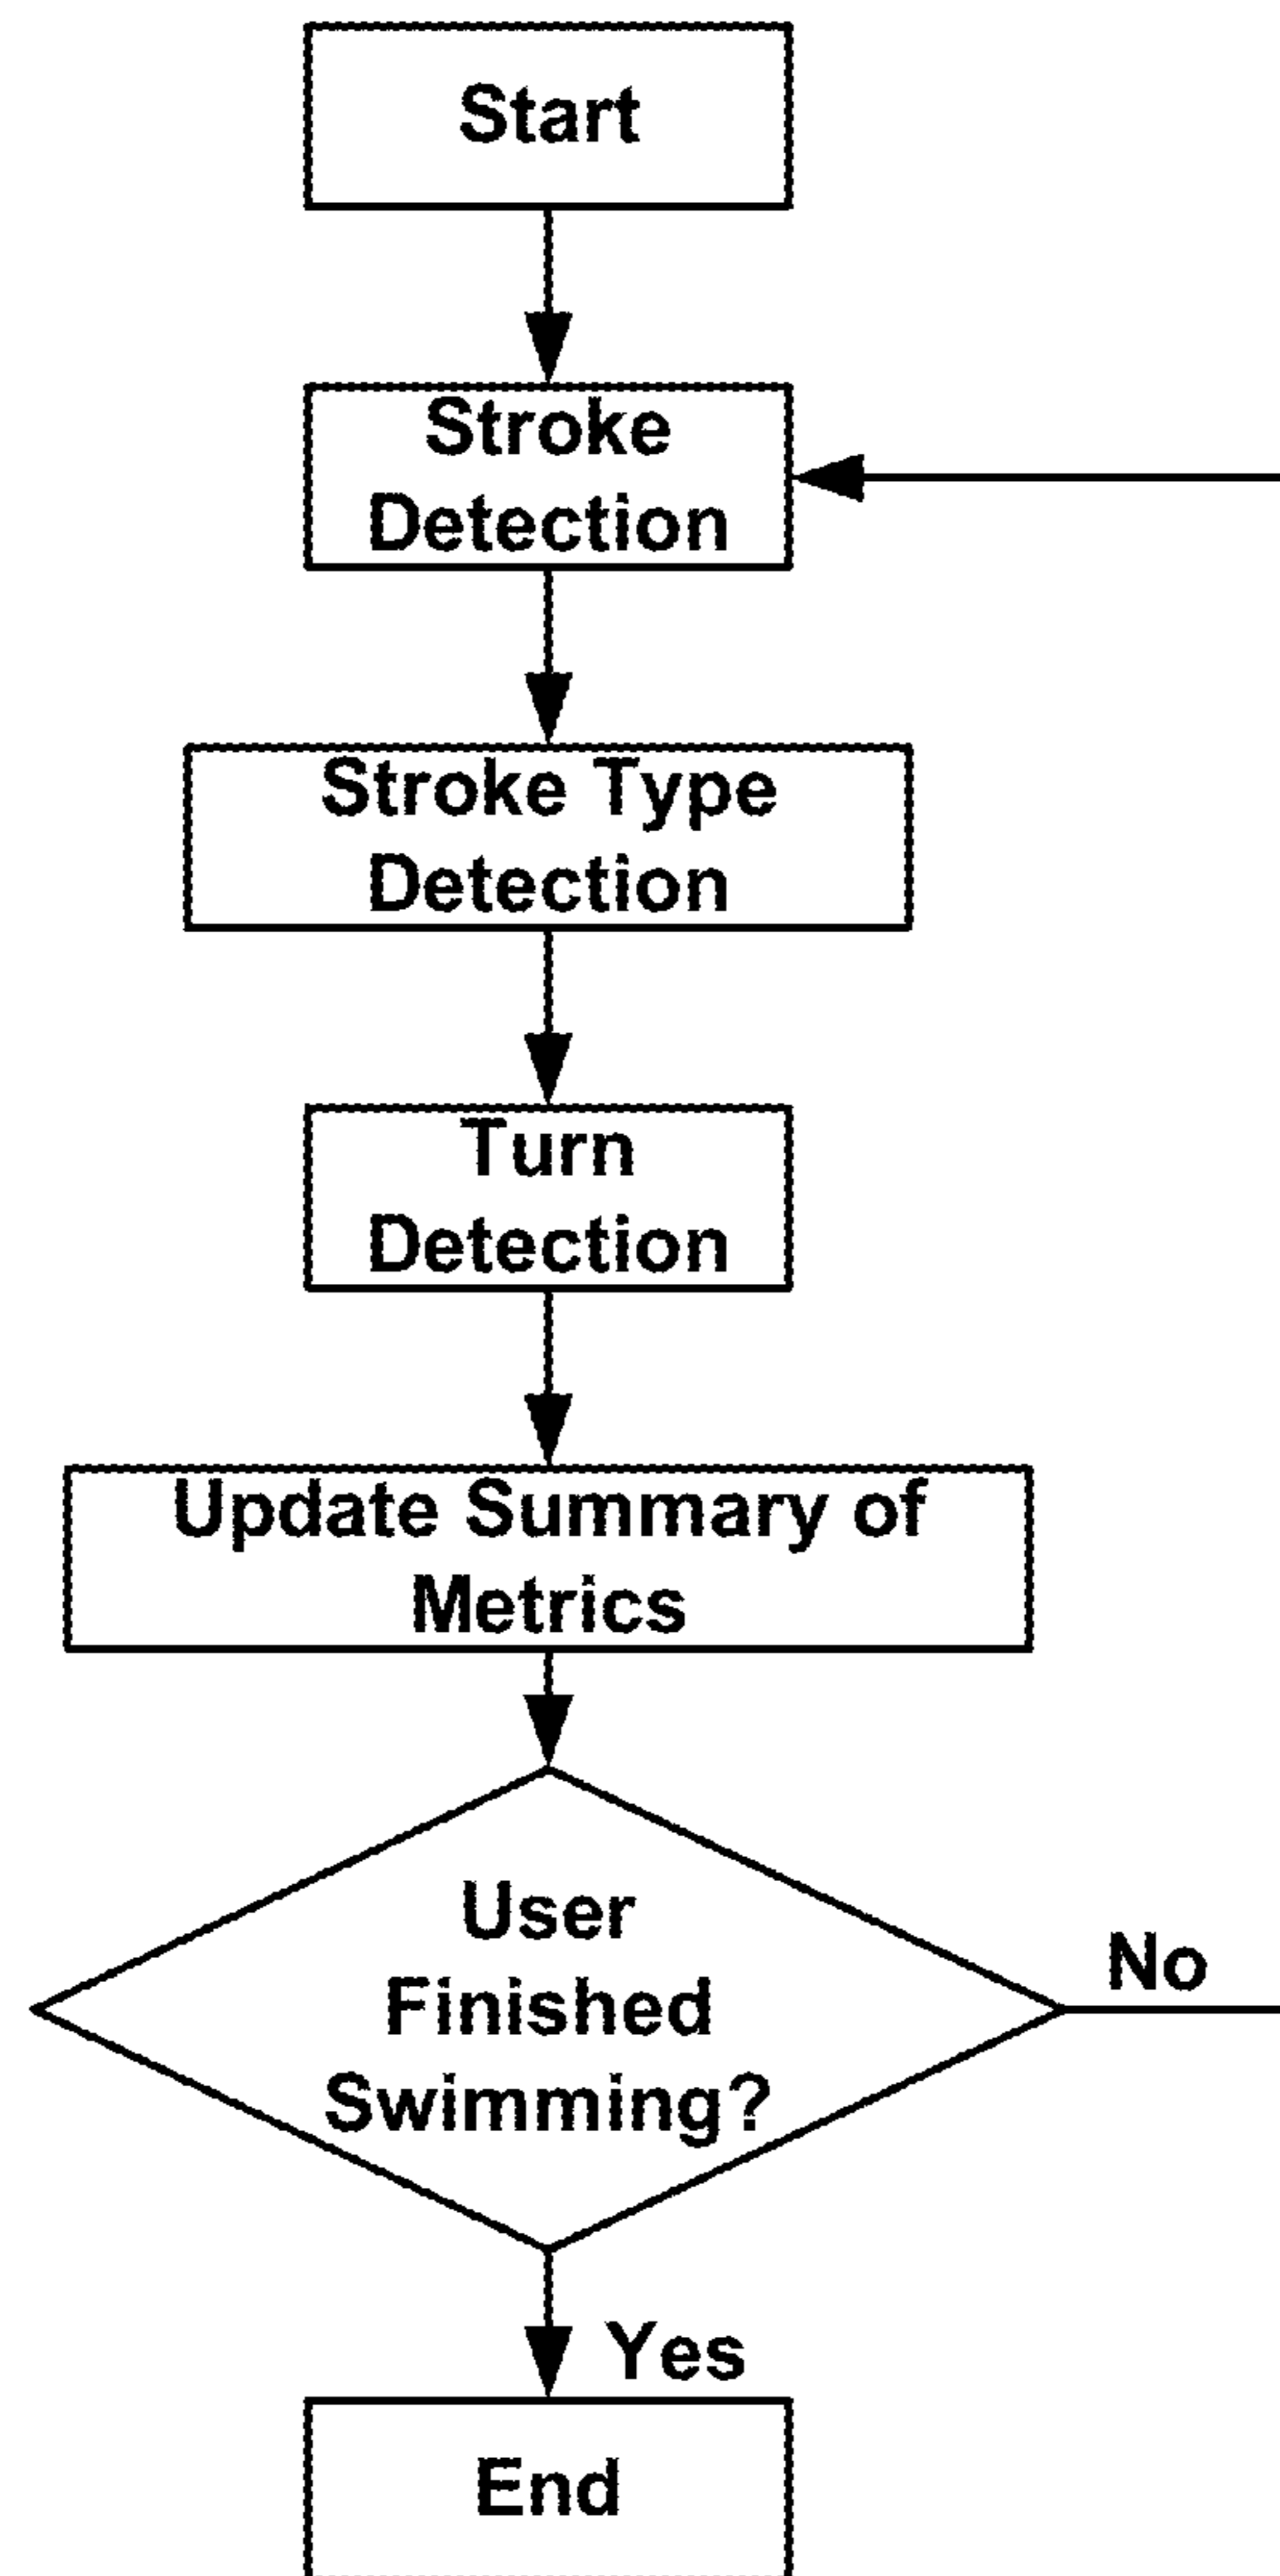 Start
Stroke
Detection
Stroke Type
Detection
Turn
Detection
Update Summary of
Metrics
User
Finished
Swimming?
No
Yes
End